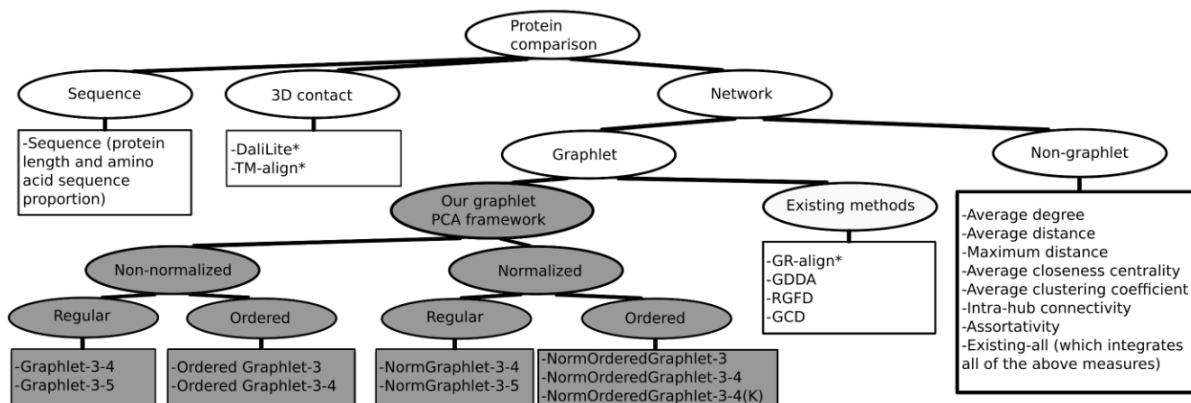 Protein
comparison
Sequence
3D contact
Network
-Sequence (protein
length and amino
acid sequence
proportion)
-DaliLite*
-TM-align*
Graphlet
Non-graphlet
Our graphlet
PCA framework
Existing methods
-Average degree
-Average distance
-Maximum distance
-Average closeness centrality
-Average clustering coefficient
-Intra-hub connectivity
-Assortativity
-Existing-all (which integrates
all of the above measures)
-GR-align*
-GDDA
-RGFD
-GCD
Non-normalized
Normalized
Regular
Ordered
Regular
Ordered
-Graphlet-3-4
-Graphlet-3-5
-Ordered Graphlet-3
-Ordered Graphlet-3-4
-NormGraphlet-3-4
-NormGraphlet-3-5
-NormOrderedGraphlet-3
-NormOrderedGraphlet-3-4
-NormOrderedGraphlet-3-4(K)